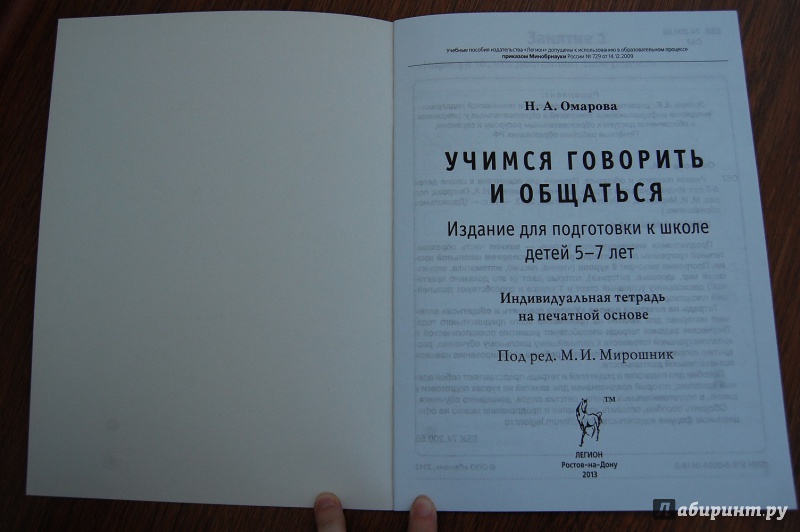 Учебные пособия издательства «Легион» допущены к использованию в образовательном процессе
приказом Минобрнауки России № 729 от 14.12.2009
Н. А. Омарова
УЧИМСЯ ГОВОРИТЬ
И ОБЩАТЬСЯ
Издание для подготовки к школе
детей 5–7 лет
Индивидуальная тетрадь
на печатной основе
Под ред. М. И. Мирошник
TM
ЛЕГИОН
Ростов-на-Дону
2013
Лабиринт.ру